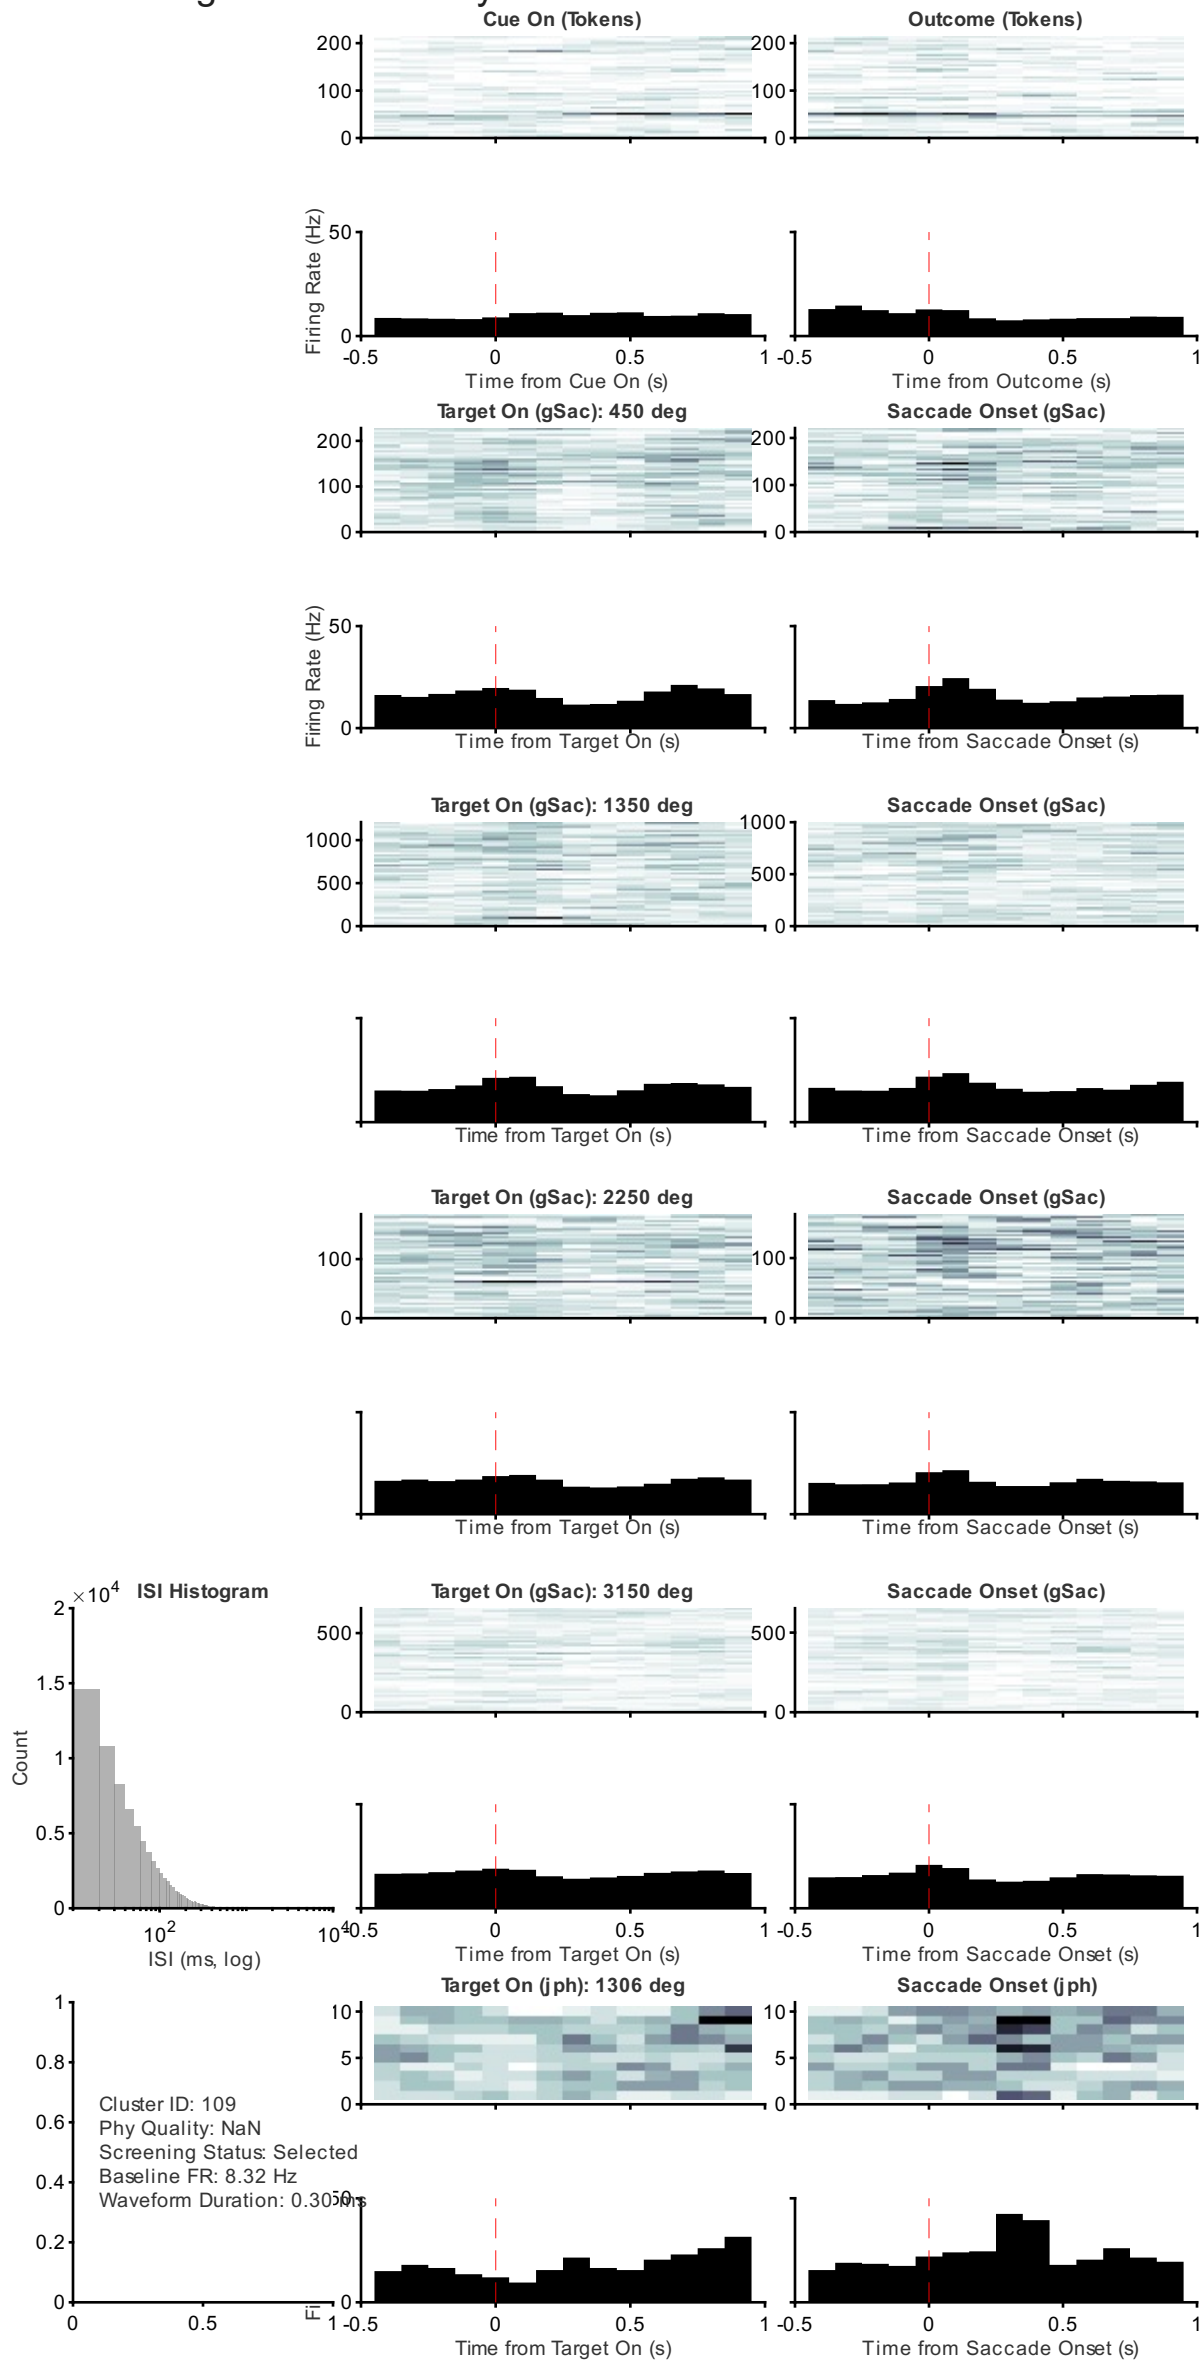 Cue On (Tokens)
Outcome (Tokens)
200
100
0
200
100
0
Firing Rate (Hz)
50
0
-0.5
0
0.5
1
-0.5
0
0.5
1
Time from Cue On (s)
Time from Outcome (s)
Target On (gSac): 450 deg
Saccade Onset (gSac)
200
100
0
200
100
0
Firing Rate (Hz)
50
0
Time from Target On (s)
Time from Saccade Onset (s)
Target On (gSac): 1350 deg
Saccade Onset (gSac)
1000
500
0
1000
500
0
Time from Target On (s)
Time from Saccade Onset (s)
Target On (gSac): 2250 deg
Saccade Onset (gSac)
100
0
100
0
Time from Target On (s)
Time from Saccade Onset (s)
×10⁴
ISI Histogram
2
1.5
1
0.5
0
Count
10²
10⁴
ISI (ms, log)
Target On (gSac): 3150 deg
Saccade Onset (gSac)
500
0
500
0
-0.5
0
0.5
1
-0.5
0
0.5
1
Time from Target On (s)
Time from Saccade Onset (s)
Target On (jph): 1306 deg
Saccade Onset (jph)
10
5
0
10
5
0
1
0.8
0.6
0.4
0.2
0
0
0.5
1
Cluster ID: 109
Phy Quality: NaN
Screening Status: Selected
Baseline FR: 8.32 Hz
Waveform Duration: 0.30 ms
50
0
Fi
-0.5
0
0.5
1
-0.5
0
0.5
1
Time from Target On (s)
Time from Saccade Onset (s)